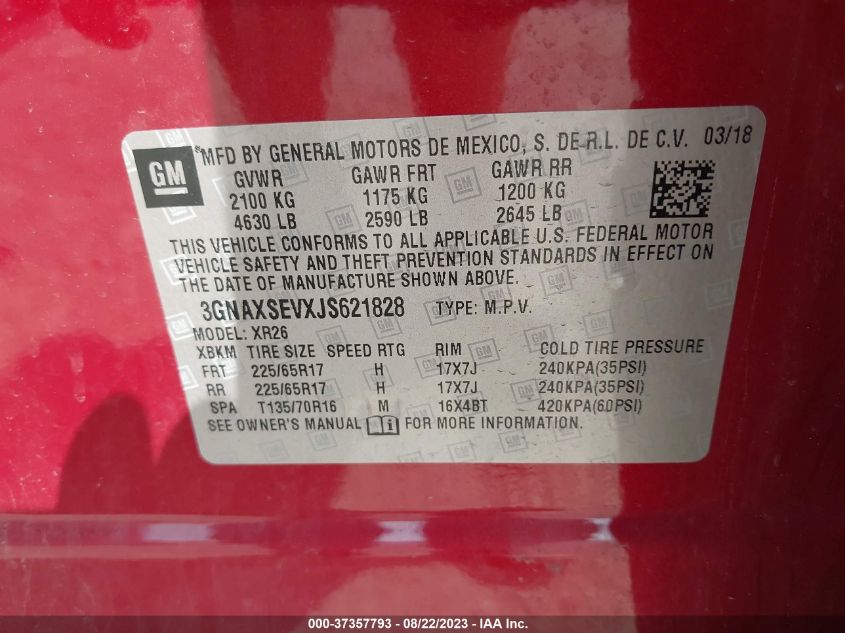 GM
*MFD BY GENERAL MOTORS DE MEXICO, S. DE R.L. DE C.V. 03/18
GVWR GAWR FRT GAWR RR
2100 KG 1175 KG 1200 KG
4630 LB 2590 LB 2645 LB
THIS VEHICLE CONFORMS TO ALL APPLICABLE U.S. FEDERAL MOTOR
VEHICLE SAFETY AND THEFT PREVENTION STANDARDS IN EFFECT ON
THE DATE OF MANUFACTURE SHOWN ABOVE.
3GNAXSEVXJS621828 TYPE: M.P.V.
MODEL: XR26
XBKM TIRE SIZE SPEED RTG RIM COLD TIRE PRESSURE
FRT 225/65R17 H 17X7J 240KPA(35PSI)
RR 225/65R17 H 17X7J 240KPA(35PSI)
SPA T135/70R16 M 16X4BT 420KPA(60PSI)
SEE OWNER'S MANUAL FOR MORE INFORMATION.
000-37357793 - 08/22/2023 - IAA Inc.